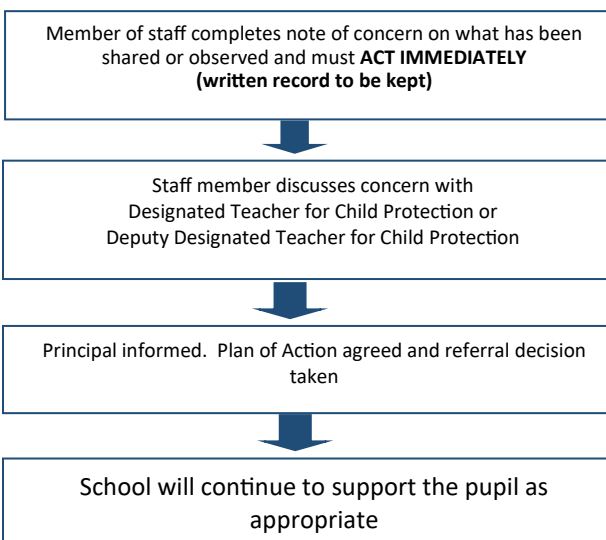 Member of staff completes note of concern on what has been
shared or observed and must ACT IMMEDIATELY
(written record to be kept)
Staff member discusses concern with
Designated Teacher for Child Protection or
Deputy Designated Teacher for Child Protection
Principal informed.  Plan of Action agreed and referral decision
taken
School will continue to support the pupil as
appropriate